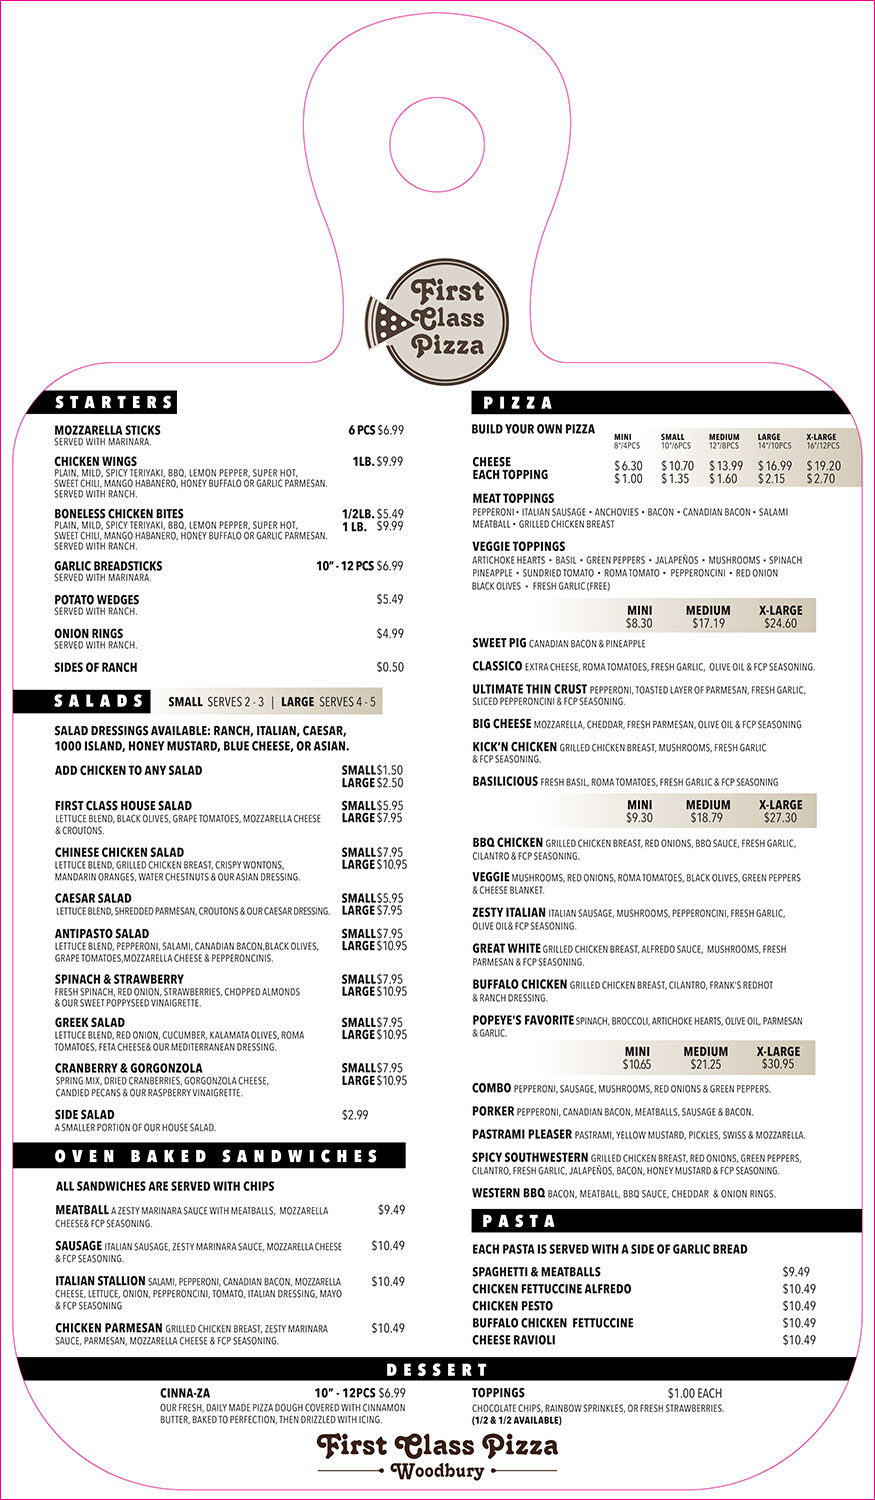 First
Class
Pizza
STARTERS
MOZZARELLA STICKS 6 PCS $6.99
SERVED WITH MARINARA.
CHICKEN WINGS 1LB. $9.99
PLAIN, MILD, SPICY TERIYAKI, BBQ, LEMON PEPPER, SUPER HOT,
SWEET CHILI, MANGO HABANERO, HONEY BUFFALO OR GARLIC PARMESAN.
SERVED WITH RANCH.
BONELESS CHICKEN BITES 1/2LB. $5.49
PLAIN, MILD, SPICY TERIYAKI, BBQ, LEMON PEPPER, SUPER HOT, 1 LB. $9.99
SWEET CHILI, MANGO HABANERO, HONEY BUFFALO OR GARLIC PARMESAN.
SERVED WITH RANCH.
GARLIC BREADSTICKS 10" - 12 PCS $6.99
SERVED WITH MARINARA.
POTATO WEDGES $5.49
SERVED WITH RANCH.
ONION RINGS $4.99
SERVED WITH RANCH.
SIDES OF RANCH $0.50
SALADS SMALL SERVES 2 - 3 | LARGE SERVES 4 - 5
SALAD DRESSINGS AVAILABLE: RANCH, ITALIAN, CAESAR,
1000 ISLAND, HONEY MUSTARD, BLUE CHEESE, OR ASIAN.
ADD CHICKEN TO ANY SALAD SMALL $1.50
LARGE $2.50
FIRST CLASS HOUSE SALAD SMALL $5.95
LETTUCE BLEND, BLACK OLIVES, GRAPE TOMATOES, MOZZARELLA CHEESE LARGE $7.95
& CROUTONS.
CHINESE CHICKEN SALAD SMALL $7.95
LETTUCE BLEND, GRILLED CHICKEN BREAST, CRISPY WONTONS, LARGE $10.95
MANDARIN ORANGES, WATER CHESTNUTS & OUR ASIAN DRESSING.
CAESAR SALAD SMALL $5.95
LETTUCE BLEND, SHREDDED PARMESAN, CROUTONS & OUR CAESAR DRESSING. LARGE $7.95
ANTIPASTO SALAD SMALL $7.95
LETTUCE BLEND, PEPPERONI, SALAMI, CANADIAN BACON,BLACK OLIVES, LARGE $10.95
GRAPE TOMATOES,MOZZARELLA CHEESE & PEPPERONCINIS.
SPINACH & STRAWBERRY SMALL $7.95
FRESH SPINACH, RED ONION, STRAWBERRIES, CHOPPED ALMONDS LARGE $10.95
& OUR SWEET POPPYSEED VINAIGRETTE.
GREEK SALAD SMALL $7.95
LETTUCE BLEND, RED ONION, CUCUMBER, KALAMATA OLIVES, ROMA LARGE $10.95
TOMATOES, FETA CHEESE& OUR MEDITERRANEAN DRESSING.
CRANBERRY & GORGONZOLA SMALL $7.95
SPRING MIX, DRIED CRANBERRIES, GORGONZOLA CHEESE, LARGE $10.95
CANDIED PECANS & OUR RASPBERRY VINAIGRETTE.
SIDE SALAD $2.99
A SMALLER PORTION OF OUR HOUSE SALAD.
OVEN BAKED SANDWICHES
ALL SANDWICHES ARE SERVED WITH CHIPS
MEATBALL A ZESTY MARINARA SAUCE WITH MEATBALLS, MOZZARELLA $9.49
CHEESE& FCP SEASONING.
SAUSAGE ITALIAN SAUSAGE, ZESTY MARINARA SAUCE, MOZZARELLA CHEESE $10.49
& FCP SEASONING.
ITALIAN STALLION SALAMI, PEPPERONI, CANADIAN BACON, MOZZARELLA $10.49
CHEESE, LETTUCE, ONION, PEPPERONCINI, TOMATO, ITALIAN DRESSING, MAYO
& FCP SEASONING
CHICKEN PARMESAN GRILLED CHICKEN BREAST, ZESTY MARINARA $10.49
SAUCE, PARMESAN, MOZZARELLA CHEESE & FCP SEASONING.
PIZZA
BUILD YOUR OWN PIZZA
MINI SMALL MEDIUM LARGE X-LARGE
8"/4PCS 10"/6PCS 12"/8PCS 14"/10PCS 16"/12PCS
CHEESE $6.30 $10.70 $13.99 $16.99 $19.20
EACH TOPPING $1.00 $1.35 $1.60 $2.15 $2.70
MEAT TOPPINGS
PEPPERONI • ITALIAN SAUSAGE • ANCHOVIES • BACON • CANADIAN BACON • SALAMI
MEATBALL • GRILLED CHICKEN BREAST
VEGGIE TOPPINGS
ARTICHOKE HEARTS • BASIL • GREEN PEPPERS • JALAPEÑOS • MUSHROOMS • SPINACH
PINEAPPLE • SUNDRIED TOMATO • ROMA TOMATO • PEPPERONCINI • RED ONION
BLACK OLIVES • FRESH GARLIC (FREE)
MINI MEDIUM X-LARGE
$8.30 $17.19 $24.60
SWEET PIG CANADIAN BACON & PINEAPPLE
CLASSICO EXTRA CHEESE, ROMA TOMATOES, FRESH GARLIC, OLIVE OIL & FCP SEASONING.
ULTIMATE THIN CRUST PEPPERONI, TOASTED LAYER OF PARMESAN, FRESH GARLIC,
SLICED PEPPERONCINI & FCP SEASONING.
BIG CHEESE MOZZARELLA, CHEDDAR, FRESH PARMESAN, OLIVE OIL & FCP SEASONING
KICK'N CHICKEN GRILLED CHICKEN BREAST, MUSHROOMS, FRESH GARLIC
& FCP SEASONING.
BASILICIOUS FRESH BASIL, ROMA TOMATOES, FRESH GARLIC & FCP SEASONING
MINI MEDIUM X-LARGE
$9.30 $18.79 $27.30
BBQ CHICKEN GRILLED CHICKEN BREAST, RED ONIONS, BBQ SAUCE, FRESH GARLIC,
CILANTRO & FCP SEASONING.
VEGGIE MUSHROOMS, RED ONIONS, ROMA TOMATOES, BLACK OLIVES, GREEN PEPPERS
& CHEESE BLANKET.
ZESTY ITALIAN ITALIAN SAUSAGE, MUSHROOMS, PEPPERONCINI, FRESH GARLIC,
OLIVE OIL& FCP SEASONING.
GREAT WHITE GRILLED CHICKEN BREAST, ALFREDO SAUCE, MUSHROOMS, FRESH
PARMESAN & FCP SEASONING.
BUFFALO CHICKEN GRILLED CHICKEN BREAST, CILANTRO, FRANK'S REDHOT
& RANCH DRESSING.
POPEYE'S FAVORITE SPINACH, BROCCOLI, ARTICHOKE HEARTS, OLIVE OIL, PARMESAN
& GARLIC.
MINI MEDIUM X-LARGE
$10.65 $21.25 $30.95
COMBO PEPPERONI, SAUSAGE, MUSHROOMS, RED ONIONS & GREEN PEPPERS.
PORKER PEPPERONI, CANADIAN BACON, MEATBALLS, SAUSAGE & BACON.
PASTRAMI PLEASER PASTRAMI, YELLOW MUSTARD, PICKLES, SWISS & MOZZARELLA.
SPICY SOUTHWESTERN GRILLED CHICKEN BREAST, RED ONIONS, GREEN PEPPERS,
CILANTRO, FRESH GARLIC, JALAPEÑOS, BACON, HONEY MUSTARD & FCP SEASONING.
WESTERN BBQ BACON, MEATBALL, BBQ SAUCE, CHEDDAR & ONION RINGS.
PASTA
EACH PASTA IS SERVED WITH A SIDE OF GARLIC BREAD
SPAGHETTI & MEATBALLS $9.49
CHICKEN FETTUCCINE ALFREDO $10.49
CHICKEN PESTO $10.49
BUFFALO CHICKEN FETTUCCINE $10.49
CHEESE RAVIOLI $10.49
DESSERT
CINNA-ZA 10" - 12PCS $6.99
OUR FRESH, DAILY MADE PIZZA DOUGH COVERED WITH CINNAMON
BUTTER, BAKED TO PERFECTION, THEN DRIZZLED WITH ICING.
TOPPINGS $1.00 EACH
CHOCOLATE CHIPS, RAINBOW SPRINKLES, OR FRESH STRAWBERRIES.
(1/2 & 1/2 AVAILABLE)
First Class Pizza
Woodbury